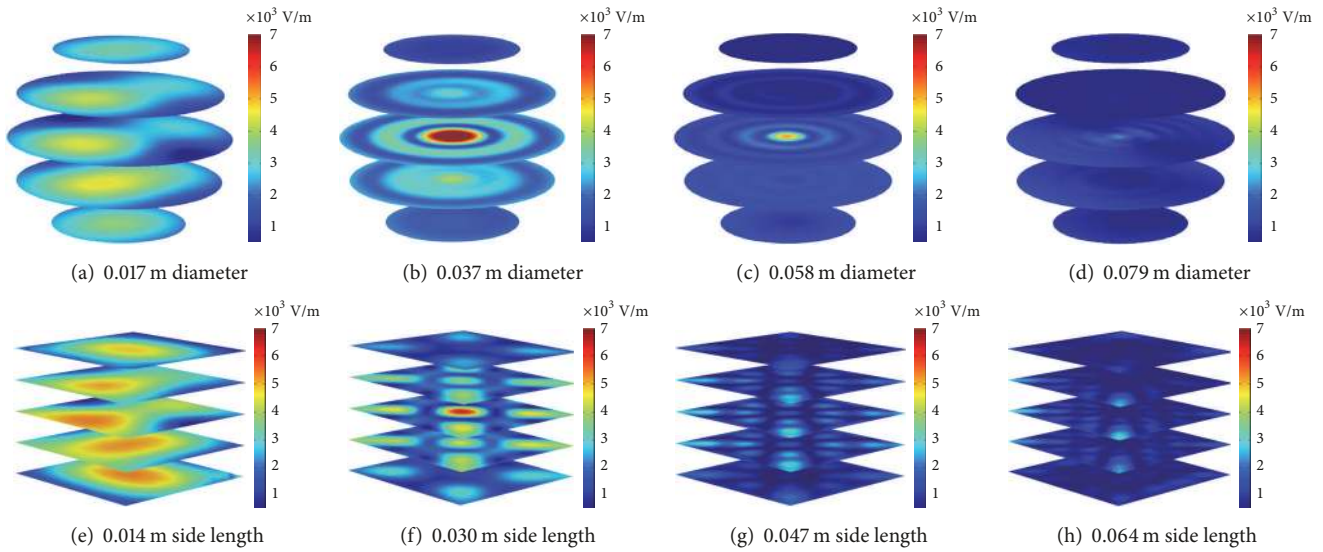 ×10³ V/m ×10³ V/m ×10³ V/m ×10³ V/m
7 7 7 7
6 6 6 6
5 5 5 5
4 4 4 4
3 3 3 3
2 2 2 2
1 1 1 1
(a) 0.017 m diameter (b) 0.037 m diameter (c) 0.058 m diameter (d) 0.079 m diameter
×10³ V/m ×10³ V/m ×10³ V/m ×10³ V/m
7 7 7 7
6 6 6 6
5 5 5 5
4 4 4 4
3 3 3 3
2 2 2 2
1 1 1 1
(e) 0.014 m side length (f) 0.030 m side length (g) 0.047 m side length (h) 0.064 m side length